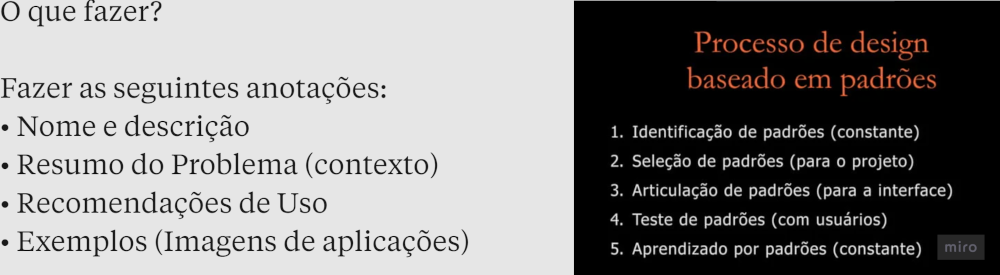 O que fazer?
Fazer as seguintes anotações:
• Nome e descrição
• Resumo do Problema (contexto)
• Recomendações de Uso
• Exemplos (Imagens de aplicações)
Processo de design
baseado em padrões
1. Identificação de padrões (constante)
2. Seleção de padrões (para o projeto)
3. Articulação de padrões (para a interface)
4. Teste de padrões (com usuários)
5. Aprendizado por padrões (constante)
miro